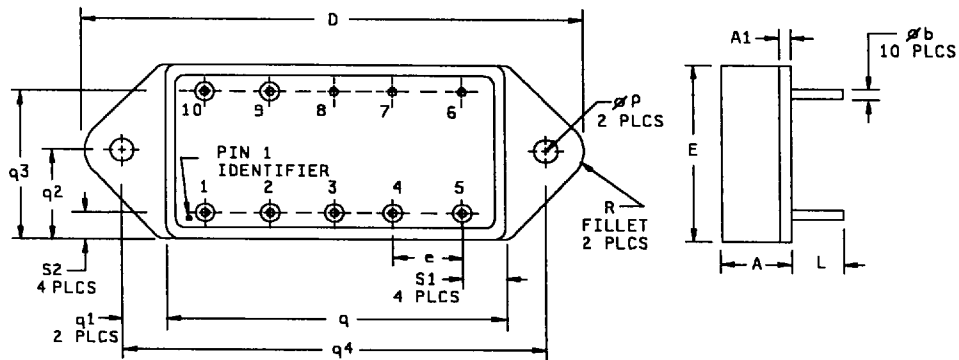 D
A1
øb
10 PLCS
10 9 8 7 6
øp
2 PLCS
q3
q2
PIN 1
IDENTIFIER
E
1 2 3 4 5
R
FILLET
2 PLCS
e
S2
4 PLCS
S1
4 PLCS
A
L
q1
2 PLCS
q
q4